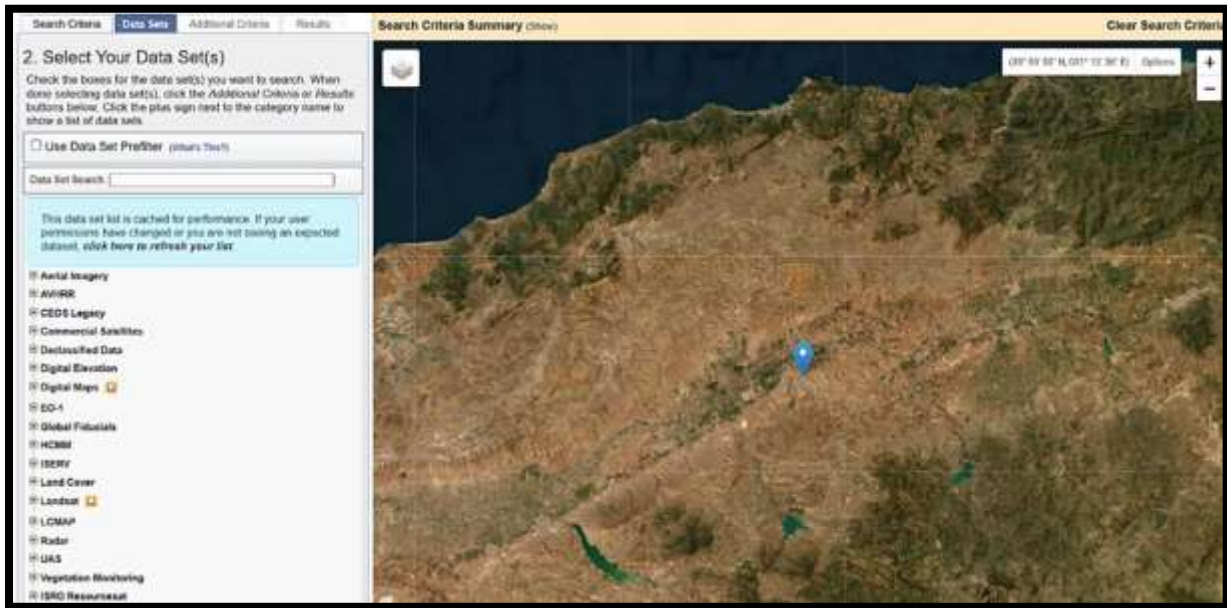 Search Criteria Data Sets Additional Criteria Results
2. Select Your Data Set(s)
Check the boxes for the data set(s) you want to search. When
done selecting data set(s), click the Additional Criteria or Results
buttons below. Click the plus sign next to the category name to
show a list of data sets.
Use Data Set Prefilter (What's This?)
Data Set Search:
This data set list is cached for performance. If your user
permissions have changed or you are not seeing an expected
dataset, click here to refresh your list
Aerial Imagery
AVHRR
CEOS Legacy
Commercial Satellites
Declassified Data
Digital Elevation
Digital Maps
EO-1
Global Fiducials
HCMM
ISERV
Land Cover
Landsat
LCMAP
Radar
UAS
Vegetation Monitoring
ISRO Resourcesat
Search Criteria Summary (Show)
Clear Search Criteria
Options
+
−